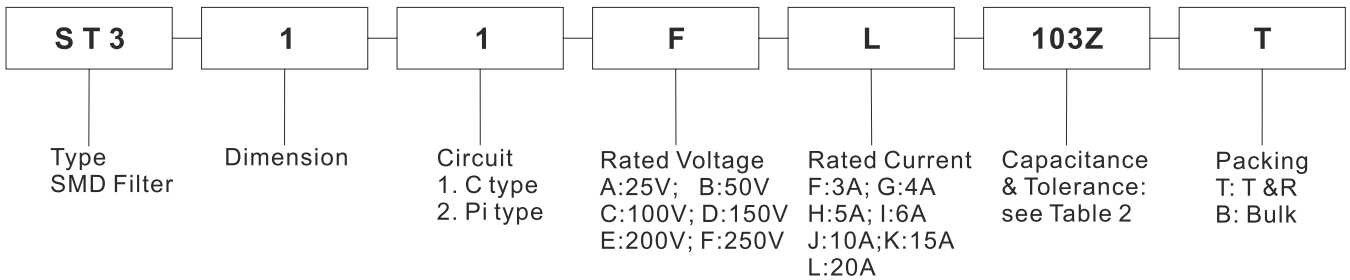 ST3 1 1 F L 103Z T
Type
SMD Filter
Dimension
Circuit
1. C type
2. Pi type
Rated Voltage
A:25V; B:50V
C:100V; D:150V
E:200V; F:250V
Rated Current
F:3A; G:4A
H:5A; I:6A
J:10A;K:15A
L:20A
Capacitance
& Tolerance:
see Table 2
Packing
T: T &R
B: Bulk